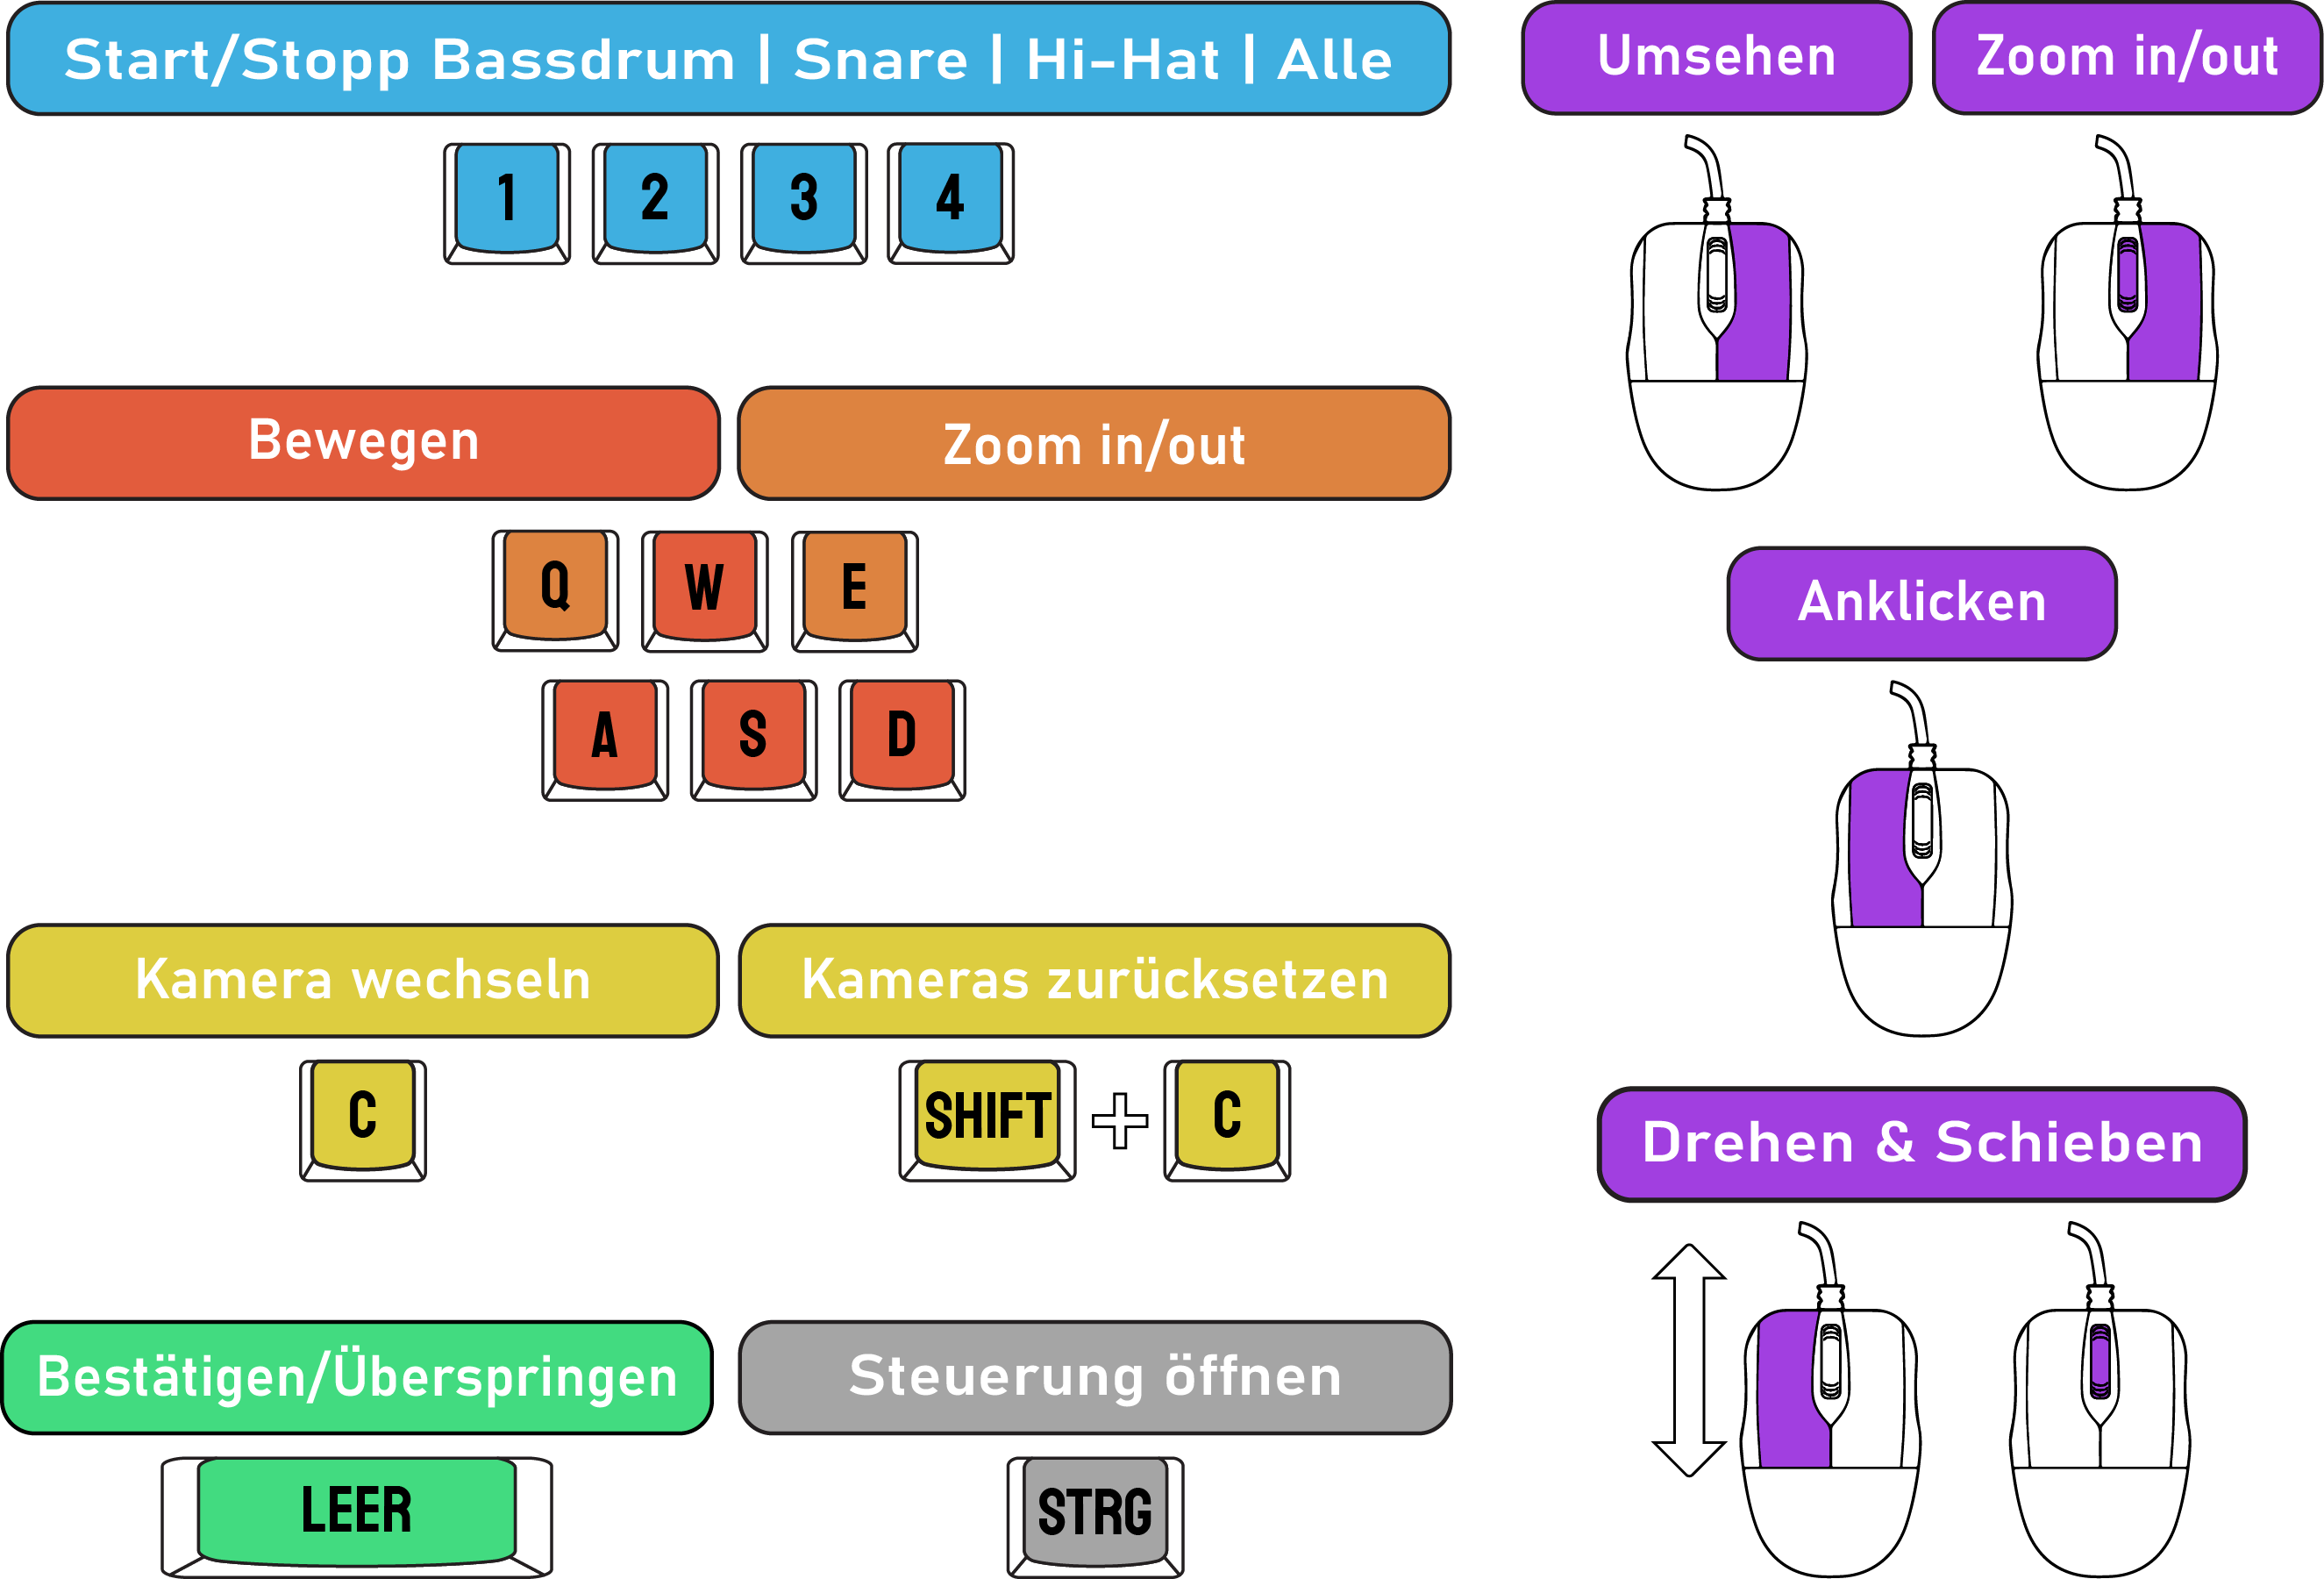 Start/Stopp Bassdrum | Snare | Hi-Hat | Alle
1 2 3 4
Bewegen
Zoom in/out
Q W E
A S D
Kamera wechseln
Kameras zurücksetzen
C
SHIFT + C
Bestätigen/Überspringen
Steuerung öffnen
LEER
STRG
Umsehen
Zoom in/out
Anklicken
Drehen & Schieben